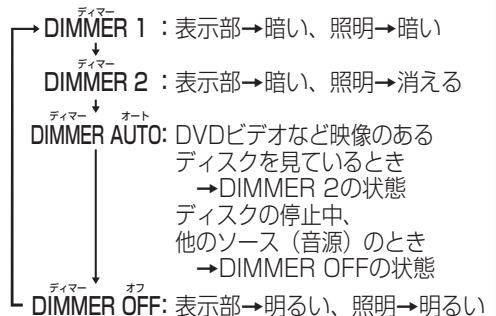 ディマー
DIMMER 1 ：表示部→暗い、照明→暗い
ディマー
DIMMER 2 ：表示部→暗い、照明→消える
ディマー オート
DIMMER AUTO：DVDビデオなど映像のある
ディスクを見ているとき
→DIMMER 2の状態
ディスクの停止中、
他のソース（音源）のとき
→DIMMER OFFの状態
ディマー オフ
DIMMER OFF：表示部→明るい、照明→明るい